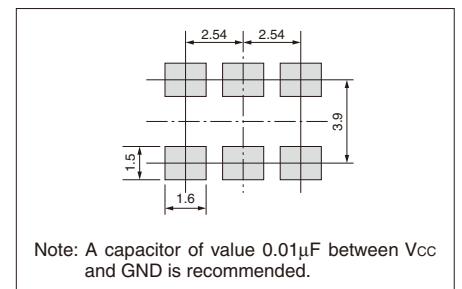 2.54 2.54
3.9
1.5
1.6
Note: A capacitor of value 0.01μF between Vcc
and GND is recommended.